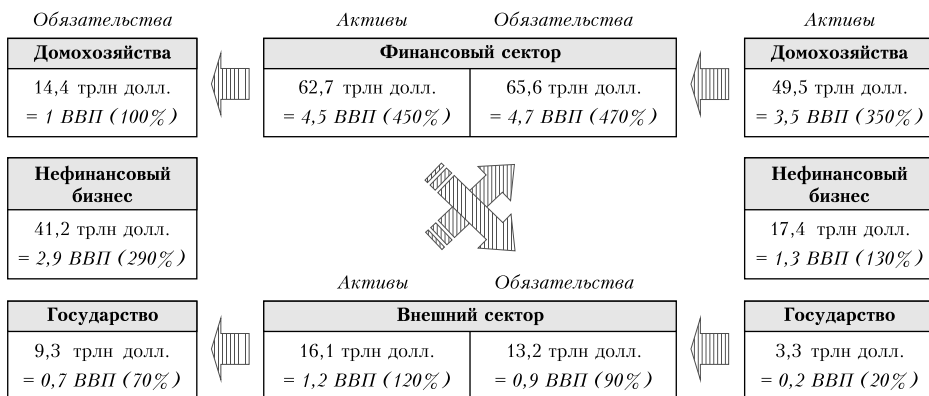 Обязательства Активы Обязательства Активы
Домохозяйства
14,4 трлн долл.
= 1 ВВП (100%)
Финансовый сектор
62,7 трлн долл.
= 4,5 ВВП (450%)
65,6 трлн долл.
= 4,7 ВВП (470%)
Домохозяйства
49,5 трлн долл.
= 3,5 ВВП (350%)
Нефинансовый
бизнес
41,2 трлн долл.
= 2,9 ВВП (290%)
Нефинансовый
бизнес
17,4 трлн долл.
= 1,3 ВВП (130%)
Активы Обязательства
Государство
9,3 трлн долл.
= 0,7 ВВП (70%)
Внешний сектор
16,1 трлн долл.
= 1,2 ВВП (120%)
13,2 трлн долл.
= 0,9 ВВП (90%)
Государство
3,3 трлн долл.
= 0,2 ВВП (20%)